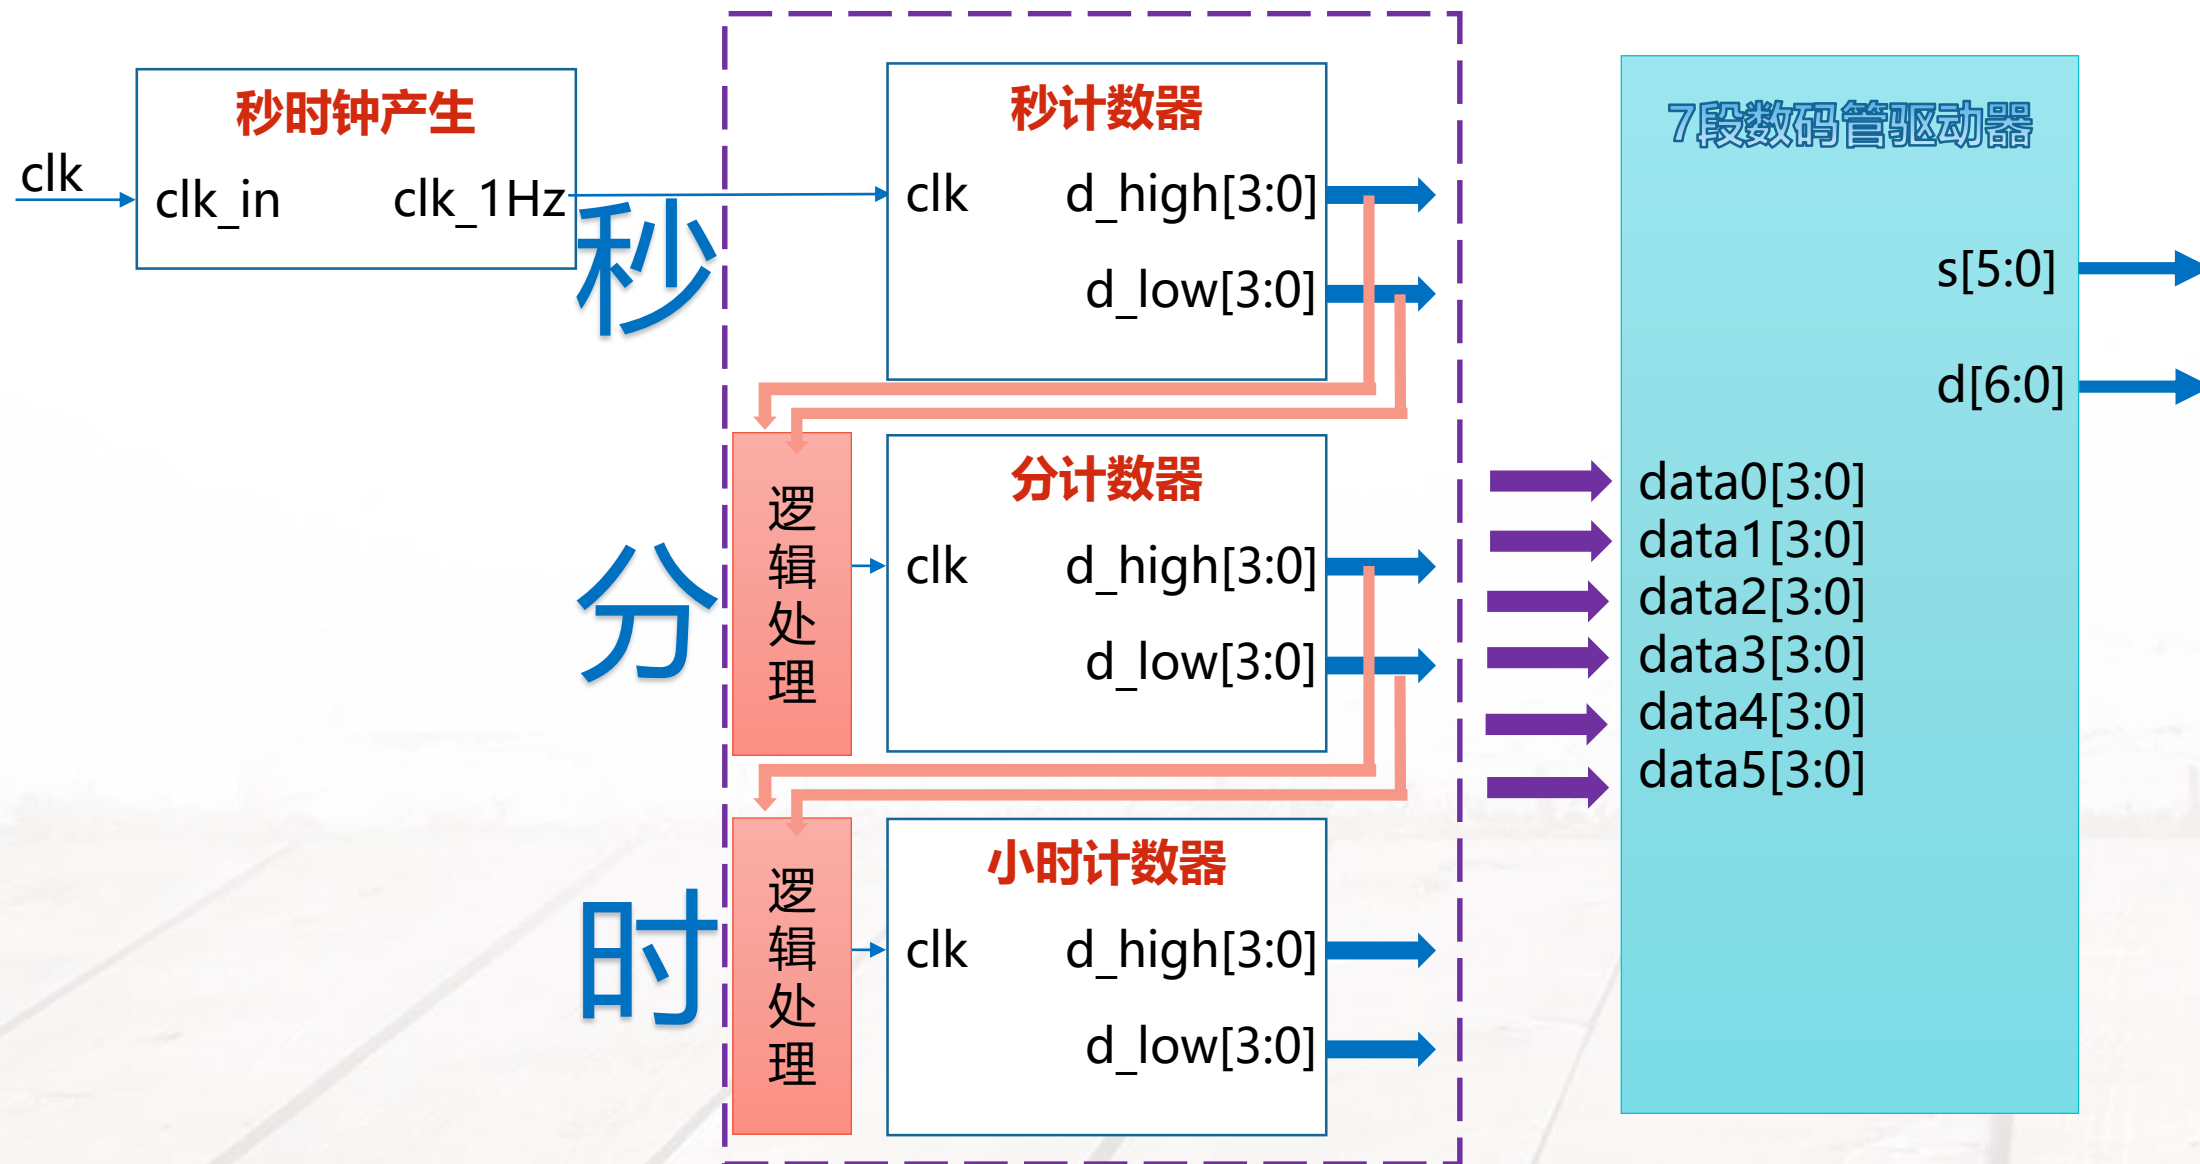 clk
秒时钟产生
clk_in
clk_1Hz
秒
秒计数器
clk
d_high[3:0]
d_low[3:0]
分
逻辑处理
分计数器
clk
d_high[3:0]
d_low[3:0]
时
逻辑处理
小时计数器
clk
d_high[3:0]
d_low[3:0]
7段数码管驱动器
s[5:0]
d[6:0]
data0[3:0]
data1[3:0]
data2[3:0]
data3[3:0]
data4[3:0]
data5[3:0]